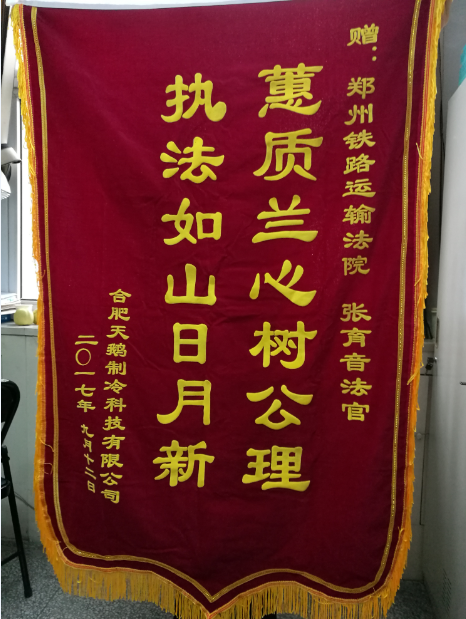 赠：郑州铁路运输法院 张育音法官
蕙质兰心树公理
执法如山日月新
合肥天鹅制冷科技有限公司
二〇一七年 九月十二日